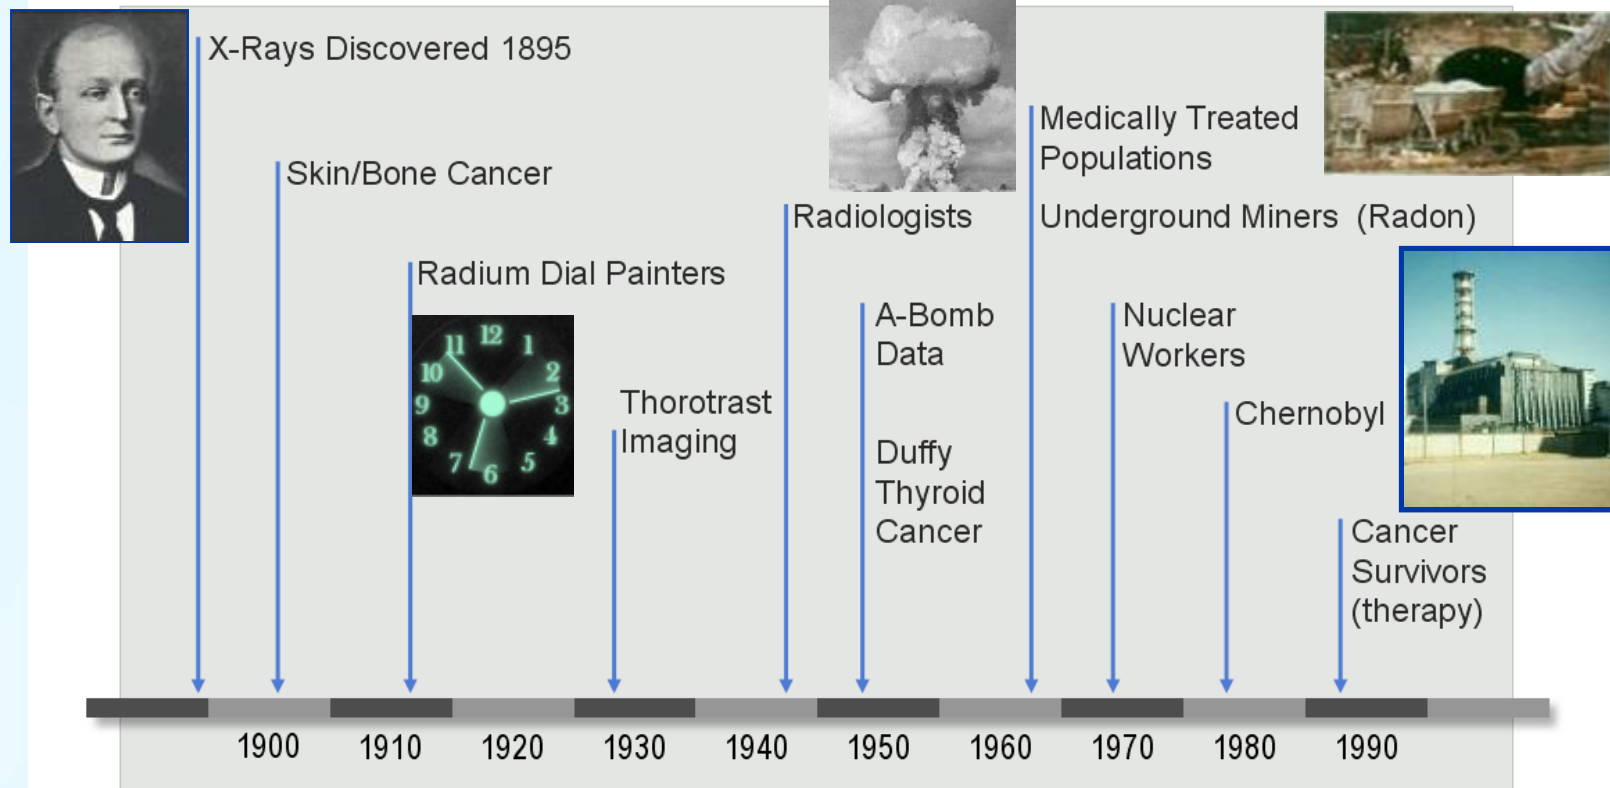 X-Rays Discovered 1895
Skin/Bone Cancer
Radium Dial Painters
12
11
1
10
2
9
3
8
4
7
5
6
Thorotrast
Imaging
Radiologists
A-Bomb
Data
Duffy
Thyroid
Cancer
Medically Treated
Populations
Underground Miners (Radon)
Nuclear
Workers
Chernobyl
Cancer
Survivors
(therapy)
1900 1910 1920 1930 1940 1950 1960 1970 1980 1990